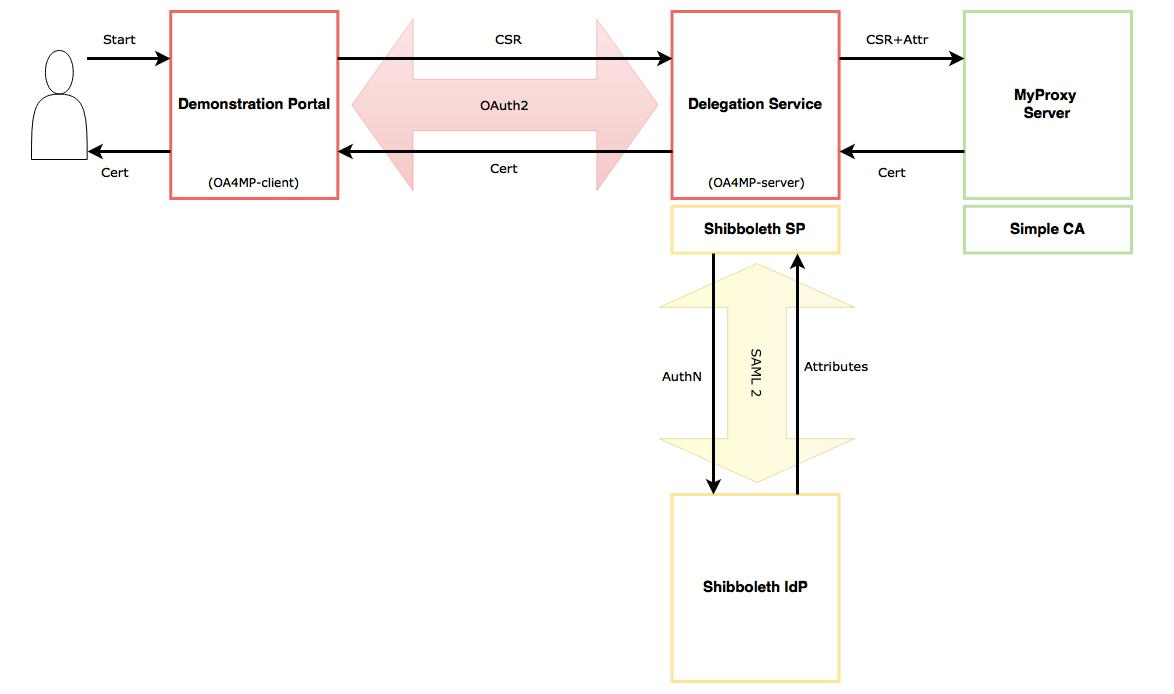 Start
CSR
CSR+Attr
Demonstration Portal
OAuth2
Delegation Service
MyProxy
Server
Cert
Cert
Cert
(OA4MP-client)
(OA4MP-server)
Shibboleth SP
Simple CA
AuthN
SAML 2
Attributes
Shibboleth IdP